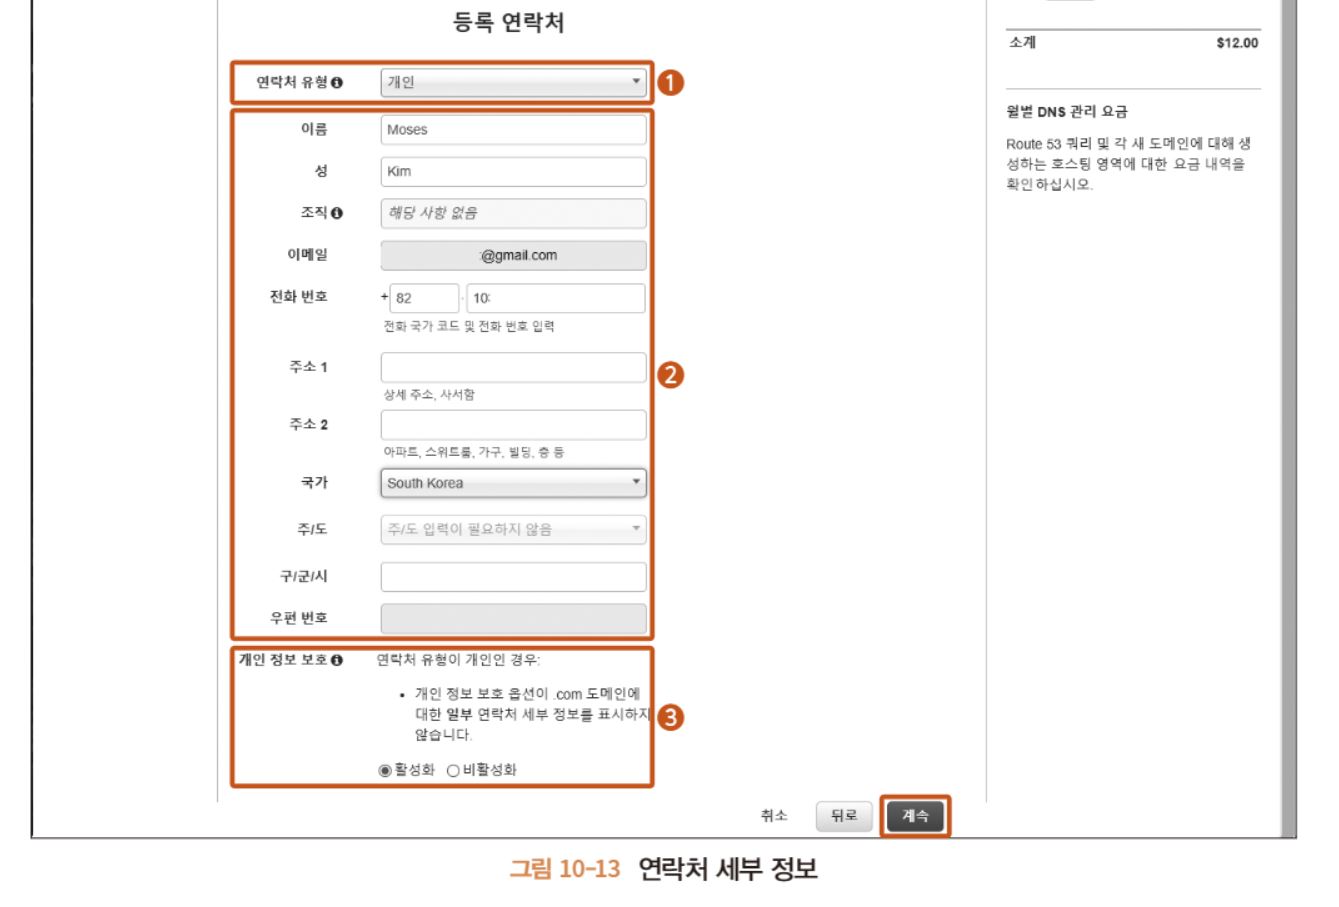 등록 연락처
소계 $12.00
연락처 유형 개인 ❶
월별 DNS 관리 요금
Route 53 쿼리 및 각 새 도메인에 대해 생
성하는 호스팅 영역에 대한 요금 내역을
확인하십시오.
이름 Moses
성 Kim
조직 해당 사항 없음
이메일 :@gmail.com
전화 번호 + 82 . 10:
전화 국가 코드 및 전화 번호 입력
주소 1
❷
상세 주소, 사서함
주소 2
아파트, 스위트룸, 가구, 빌딩, 층 등
국가 South Korea
주/도 주/도 입력이 필요하지 않음
구/군/시
우편 번호
개인 정보 보호 연락처 유형이 개인인 경우:
• 개인 정보 보호 옵션이 .com 도메인에
대한 일부 연락처 세부 정보를 표시하지
않습니다.
❸
활성화 비활성화
취소 뒤로 계속
그림 10-13 연락처 세부 정보